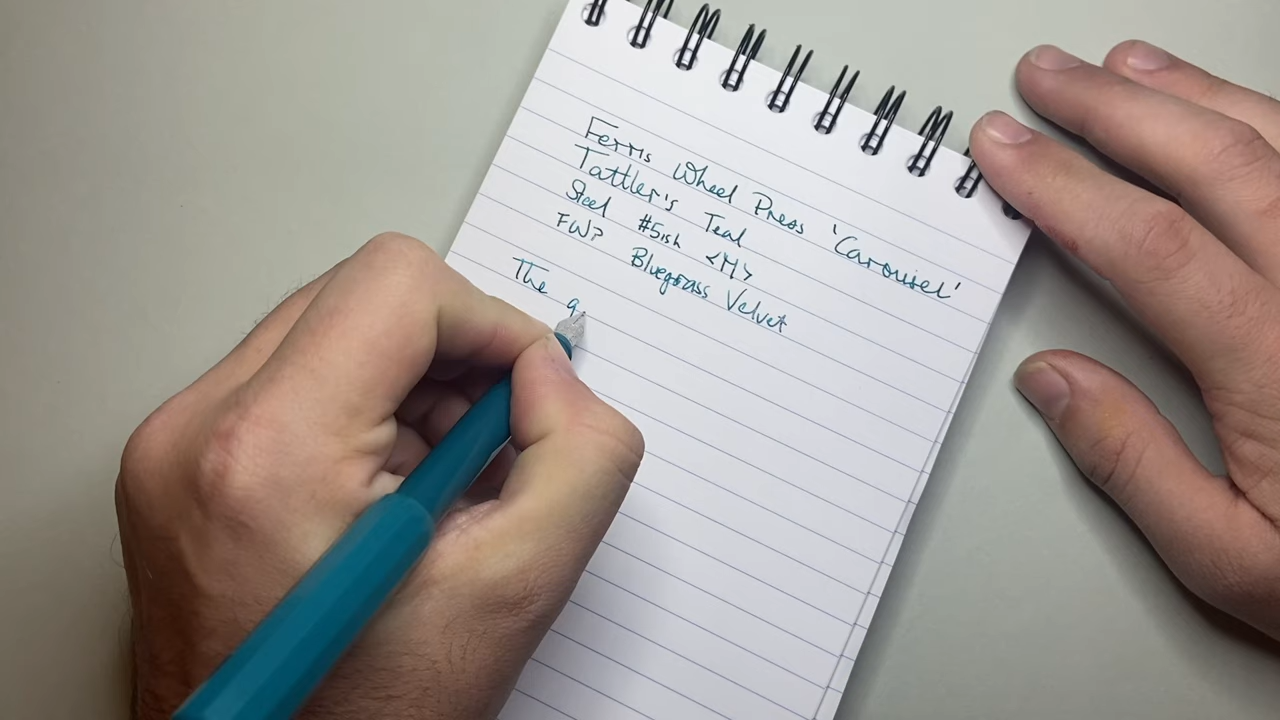 Ferris Wheel Press 'Carousel'
Tattler's Teal
Steel #5ish <M>
FWP Bluegrass Velvet
The q